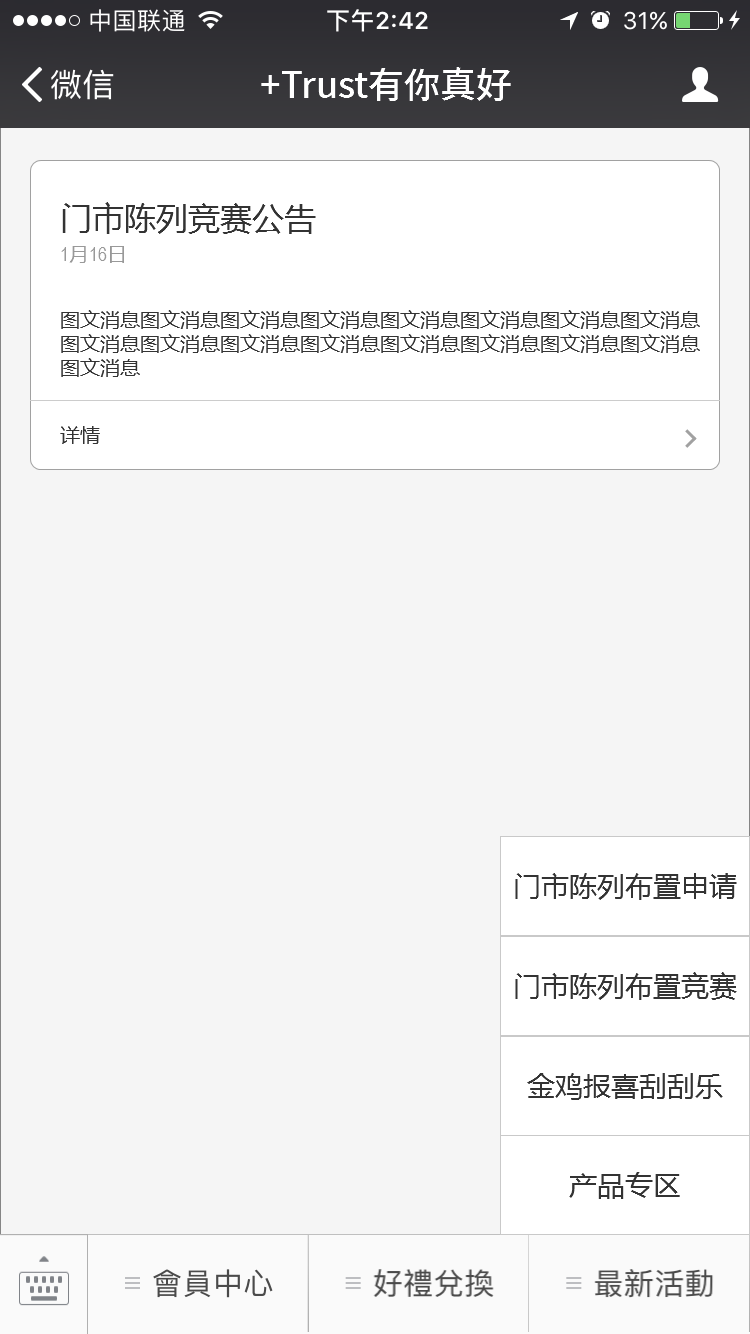 中国联通
下午2:42
31%
微信
+Trust有你真好
门市陈列竞赛公告
1月16日
图文消息图文消息图文消息图文消息图文消息图文消息图文消息图文消息
图文消息图文消息图文消息图文消息图文消息图文消息图文消息图文消息
图文消息
详情
门市陈列布置申请
门市陈列布置竞赛
金鸡报喜刮刮乐
产品专区
會員中心
好禮兌換
最新活動